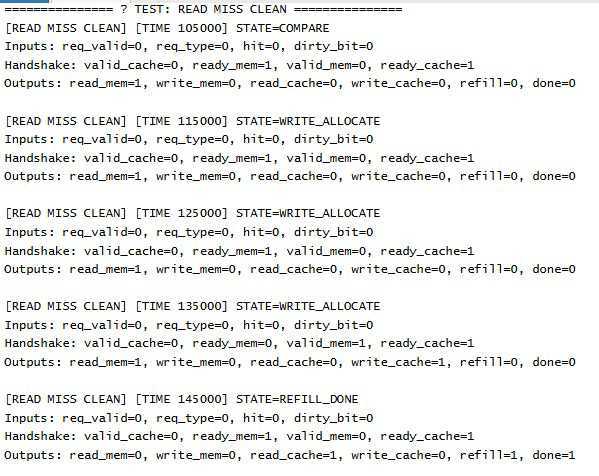 =============== ? TEST: READ MISS CLEAN ===============
[READ MISS CLEAN] [TIME 105000] STATE=COMPARE
Inputs: req_valid=0, req_type=0, hit=0, dirty_bit=0
Handshake: valid_cache=0, ready_mem=1, valid_mem=0, ready_cache=1
Outputs: read_mem=1, write_mem=0, read_cache=0, write_cache=0, refill=0, done=0
[READ MISS CLEAN] [TIME 115000] STATE=WRITE_ALLOCATE
Inputs: req_valid=0, req_type=0, hit=0, dirty_bit=0
Handshake: valid_cache=0, ready_mem=1, valid_mem=0, ready_cache=1
Outputs: read_mem=1, write_mem=0, read_cache=0, write_cache=0, refill=0, done=0
[READ MISS CLEAN] [TIME 125000] STATE=WRITE_ALLOCATE
Inputs: req_valid=0, req_type=0, hit=0, dirty_bit=0
Handshake: valid_cache=0, ready_mem=1, valid_mem=0, ready_cache=1
Outputs: read_mem=1, write_mem=0, read_cache=0, write_cache=0, refill=0, done=0
[READ MISS CLEAN] [TIME 135000] STATE=WRITE_ALLOCATE
Inputs: req_valid=0, req_type=0, hit=0, dirty_bit=0
Handshake: valid_cache=0, ready_mem=0, valid_mem=1, ready_cache=1
Outputs: read_mem=1, write_mem=0, read_cache=0, write_cache=1, refill=0, done=0
[READ MISS CLEAN] [TIME 145000] STATE=REFILL_DONE
Inputs: req_valid=0, req_type=0, hit=0, dirty_bit=0
Handshake: valid_cache=0, ready_mem=1, valid_mem=0, ready_cache=1
Outputs: read_mem=0, write_mem=0, read_cache=1, write_cache=0, refill=1, done=1